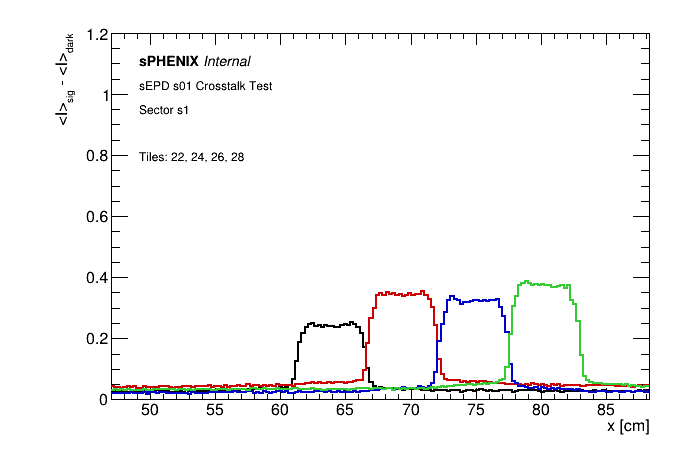 <I>sig - <I>dark
1.2
1
0.8
0.6
0.4
0.2
0
sPHENIX Internal
sEPD s01 Crosstalk Test
Sector s1
Tiles: 22, 24, 26, 28
50 55 60 65 70 75 80 85
x [cm]